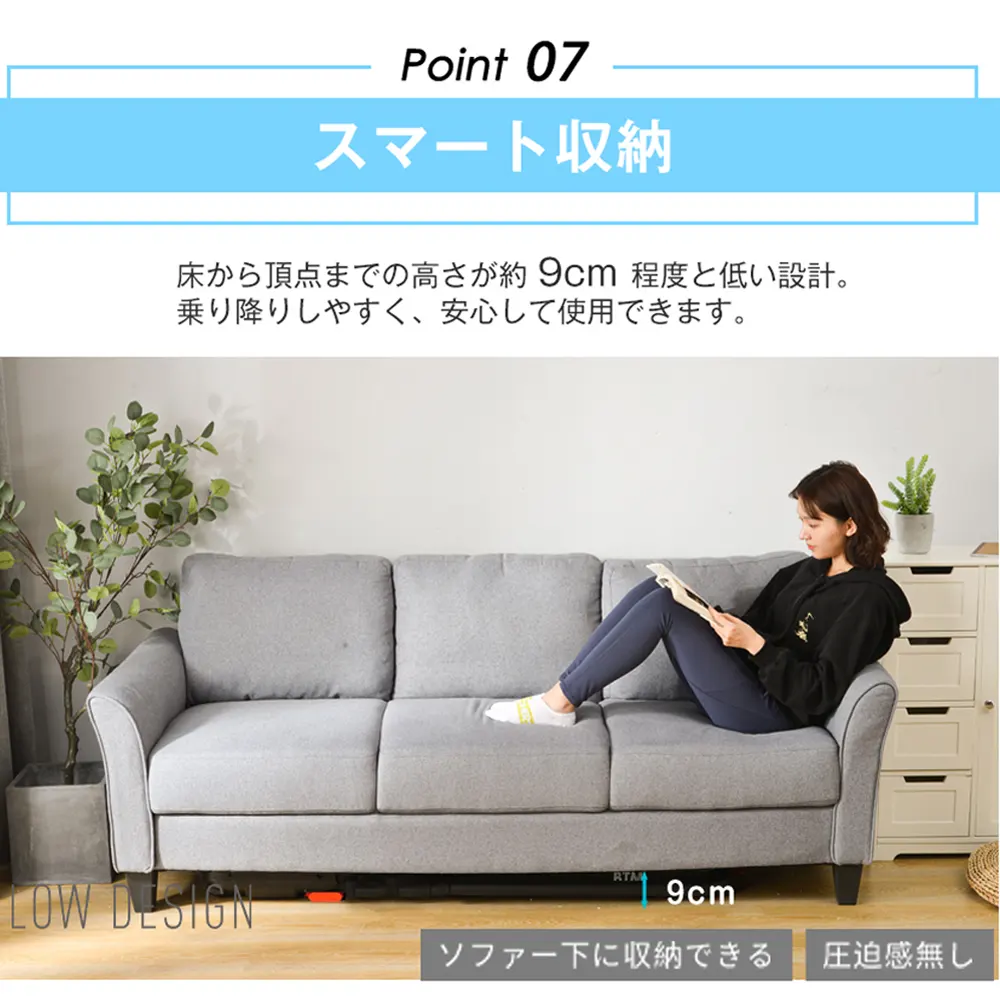 Point 07
スマート収納
床から頂点までの高さが約 9cm 程度と低い設計。
乗り降りしやすく、安心して使用できます。
9cm
LOW DESIGN
ソファー下に収納できる
圧迫感無し